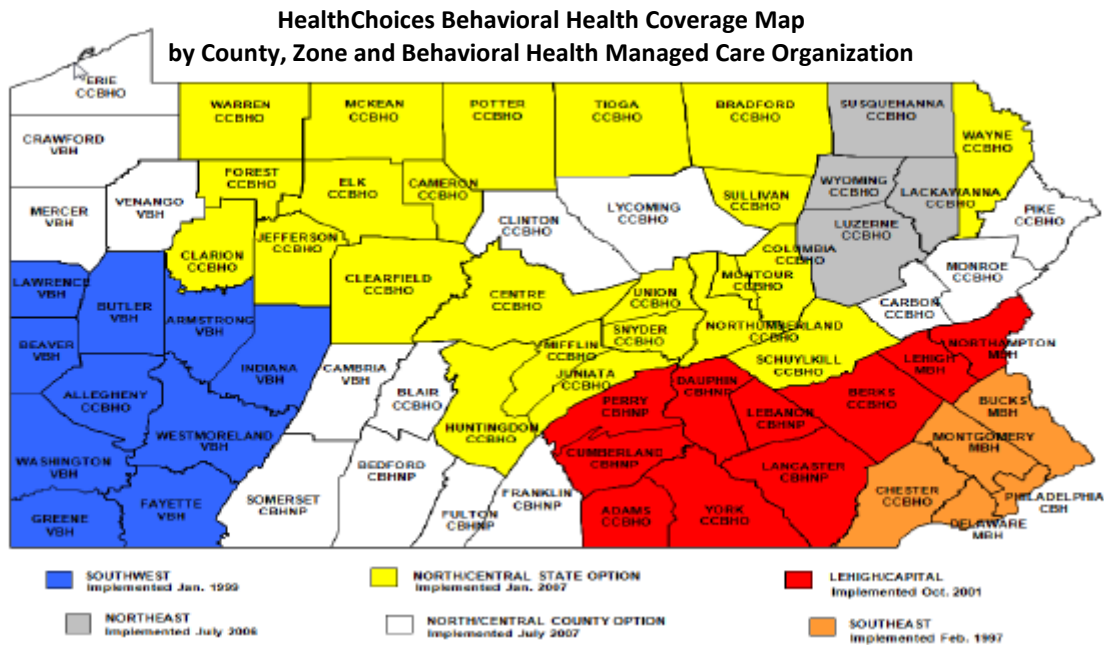 HealthChoices Behavioral Health Coverage Map
by County, Zone and Behavioral Health Managed Care Organization
ERIE
CCBHO
WARREN
CCBHO
MCKEAN
CCBHO
POTTER
CCBHO
TIOGA
CCBHO
BRADFORD
CCBHO
SUSQUEHANNA
CCBHO
WAYNE
CCBHO
CRAWFORD
VBH
FOREST
CCBHO
ELK
CCBHO
CAMERON
CCBHO
SULLIVAN
CCBHO
WYOMING
CCBHO
LACKAWANNA
CCBHO
PIKE
CCBHO
MERCER
VBH
VENANGO
VBH
CLINTON
CCBHO
LYCOMING
CCBHO
LUZERNE
CCBHO
CLARION
CCBHO
JEFFERSON
CCBHO
CLEARFIELD
CCBHO
CENTRE
CCBHO
UNION
CCBHO
MONTOUR
CCBHO
COLUMBIA
CCBHO
MONROE
CCBHO
CARBON
CCBHO
LAWRENCE
VBH
BUTLER
VBH
ARMSTRONG
VBH
SNYDER
CCBHO
NORTHUMBERLAND
CCBHO
SCHUYLKILL
CCBHO
NORTHAMPTON
MBH
LEHIGH
MBH
BEAVER
VBH
INDIANA
VBH
CAMBRIA
VBH
BLAIR
CCBHO
MIFFLIN
CCBHO
JUNIATA
CCBHO
DAUPHIN
CBHNP
BERKS
CCBHO
BUCKS
MBH
ALLEGHENY
CCBHO
PERRY
CBHNP
LEBANON
CBHNP
WESTMORELAND
VBH
HUNTINGDON
CCBHO
CUMBERLAND
CBHNP
MONTGOMERY
MBH
WASHINGTON
VBH
BEDFORD
CBHNP
LANCASTER
CBHNP
GREENE
VBH
FAYETTE
VBH
SOMERSET
CBHNP
FULTON
CBHNP
FRANKLIN
CBHNP
ADAMS
CCBHO
YORK
CCBHO
CHESTER
CCBHO
PHILADELPHIA
CBH
DELAWARE
MBH
SOUTHWEST
Implemented Jan. 1999
NORTH/CENTRAL STATE OPTION
Implemented Jan. 2007
LEHIGH/CAPITAL
Implemented Oct. 2001
NORTHEAST
Implemented July 2006
NORTH/CENTRAL COUNTY OPTION
Implemented July 2007
SOUTHEAST
Implemented Feb. 1997